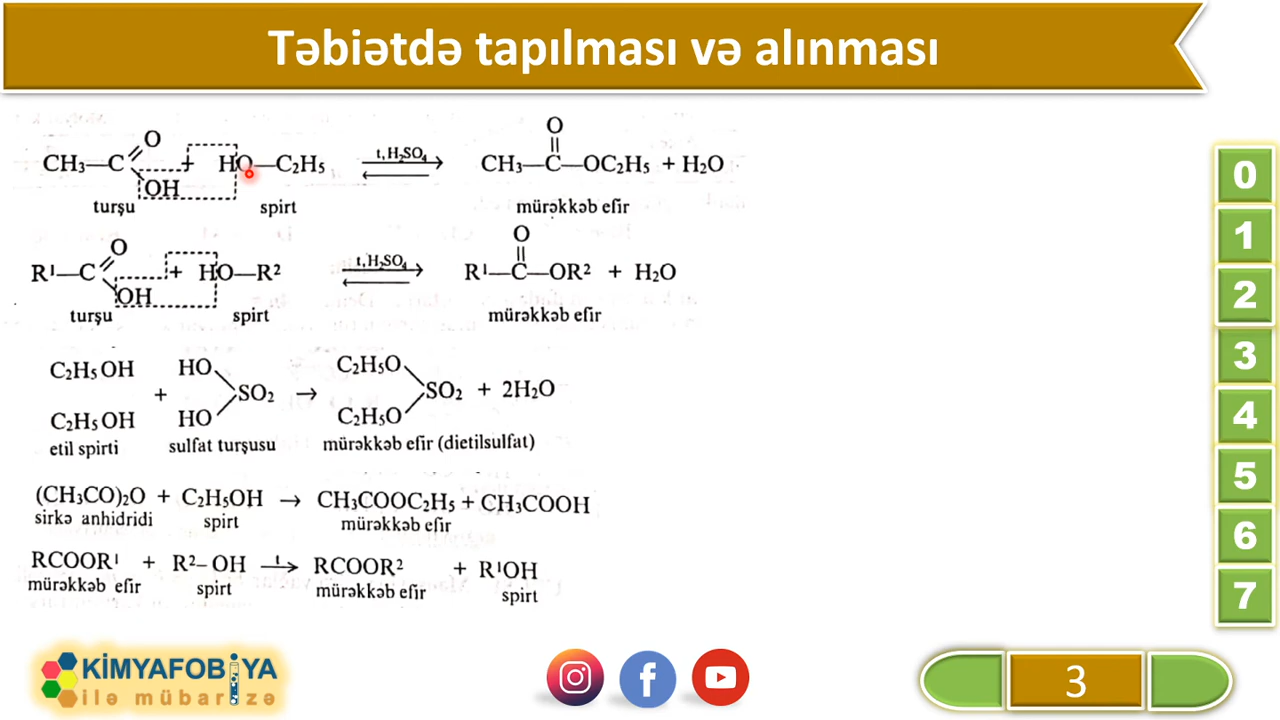 Təbiətdə tapılması və alınması
CH₃—C(=O)—OH + HO—C₂H₅ ⇄ (t, H₂SO₄) CH₃—C(=O)—OC₂H₅ + H₂O
turşu spirt mürəkkəb efir
R¹—C(=O)—OH + HO—R² ⇄ (t, H₂SO₄) R¹—C(=O)—OR² + H₂O
turşu spirt mürəkkəb efir
C₂H₅OH HO C₂H₅O
+ SO₂ → SO₂ + 2H₂O
C₂H₅OH HO C₂H₅O
etil spirti sulfat turşusu mürəkkəb efir (dietilsulfat)
(CH₃CO)₂O + C₂H₅OH → CH₃COOC₂H₅ + CH₃COOH
sirkə anhidridi spirt mürəkkəb efir
RCOOR¹ + R²–OH →(t) RCOOR² + R¹OH
mürəkkəb efir spirt mürəkkəb efir spirt
0
1
2
3
4
5
6
7
KİMYAFOBİYA
ilə mübarizə
3